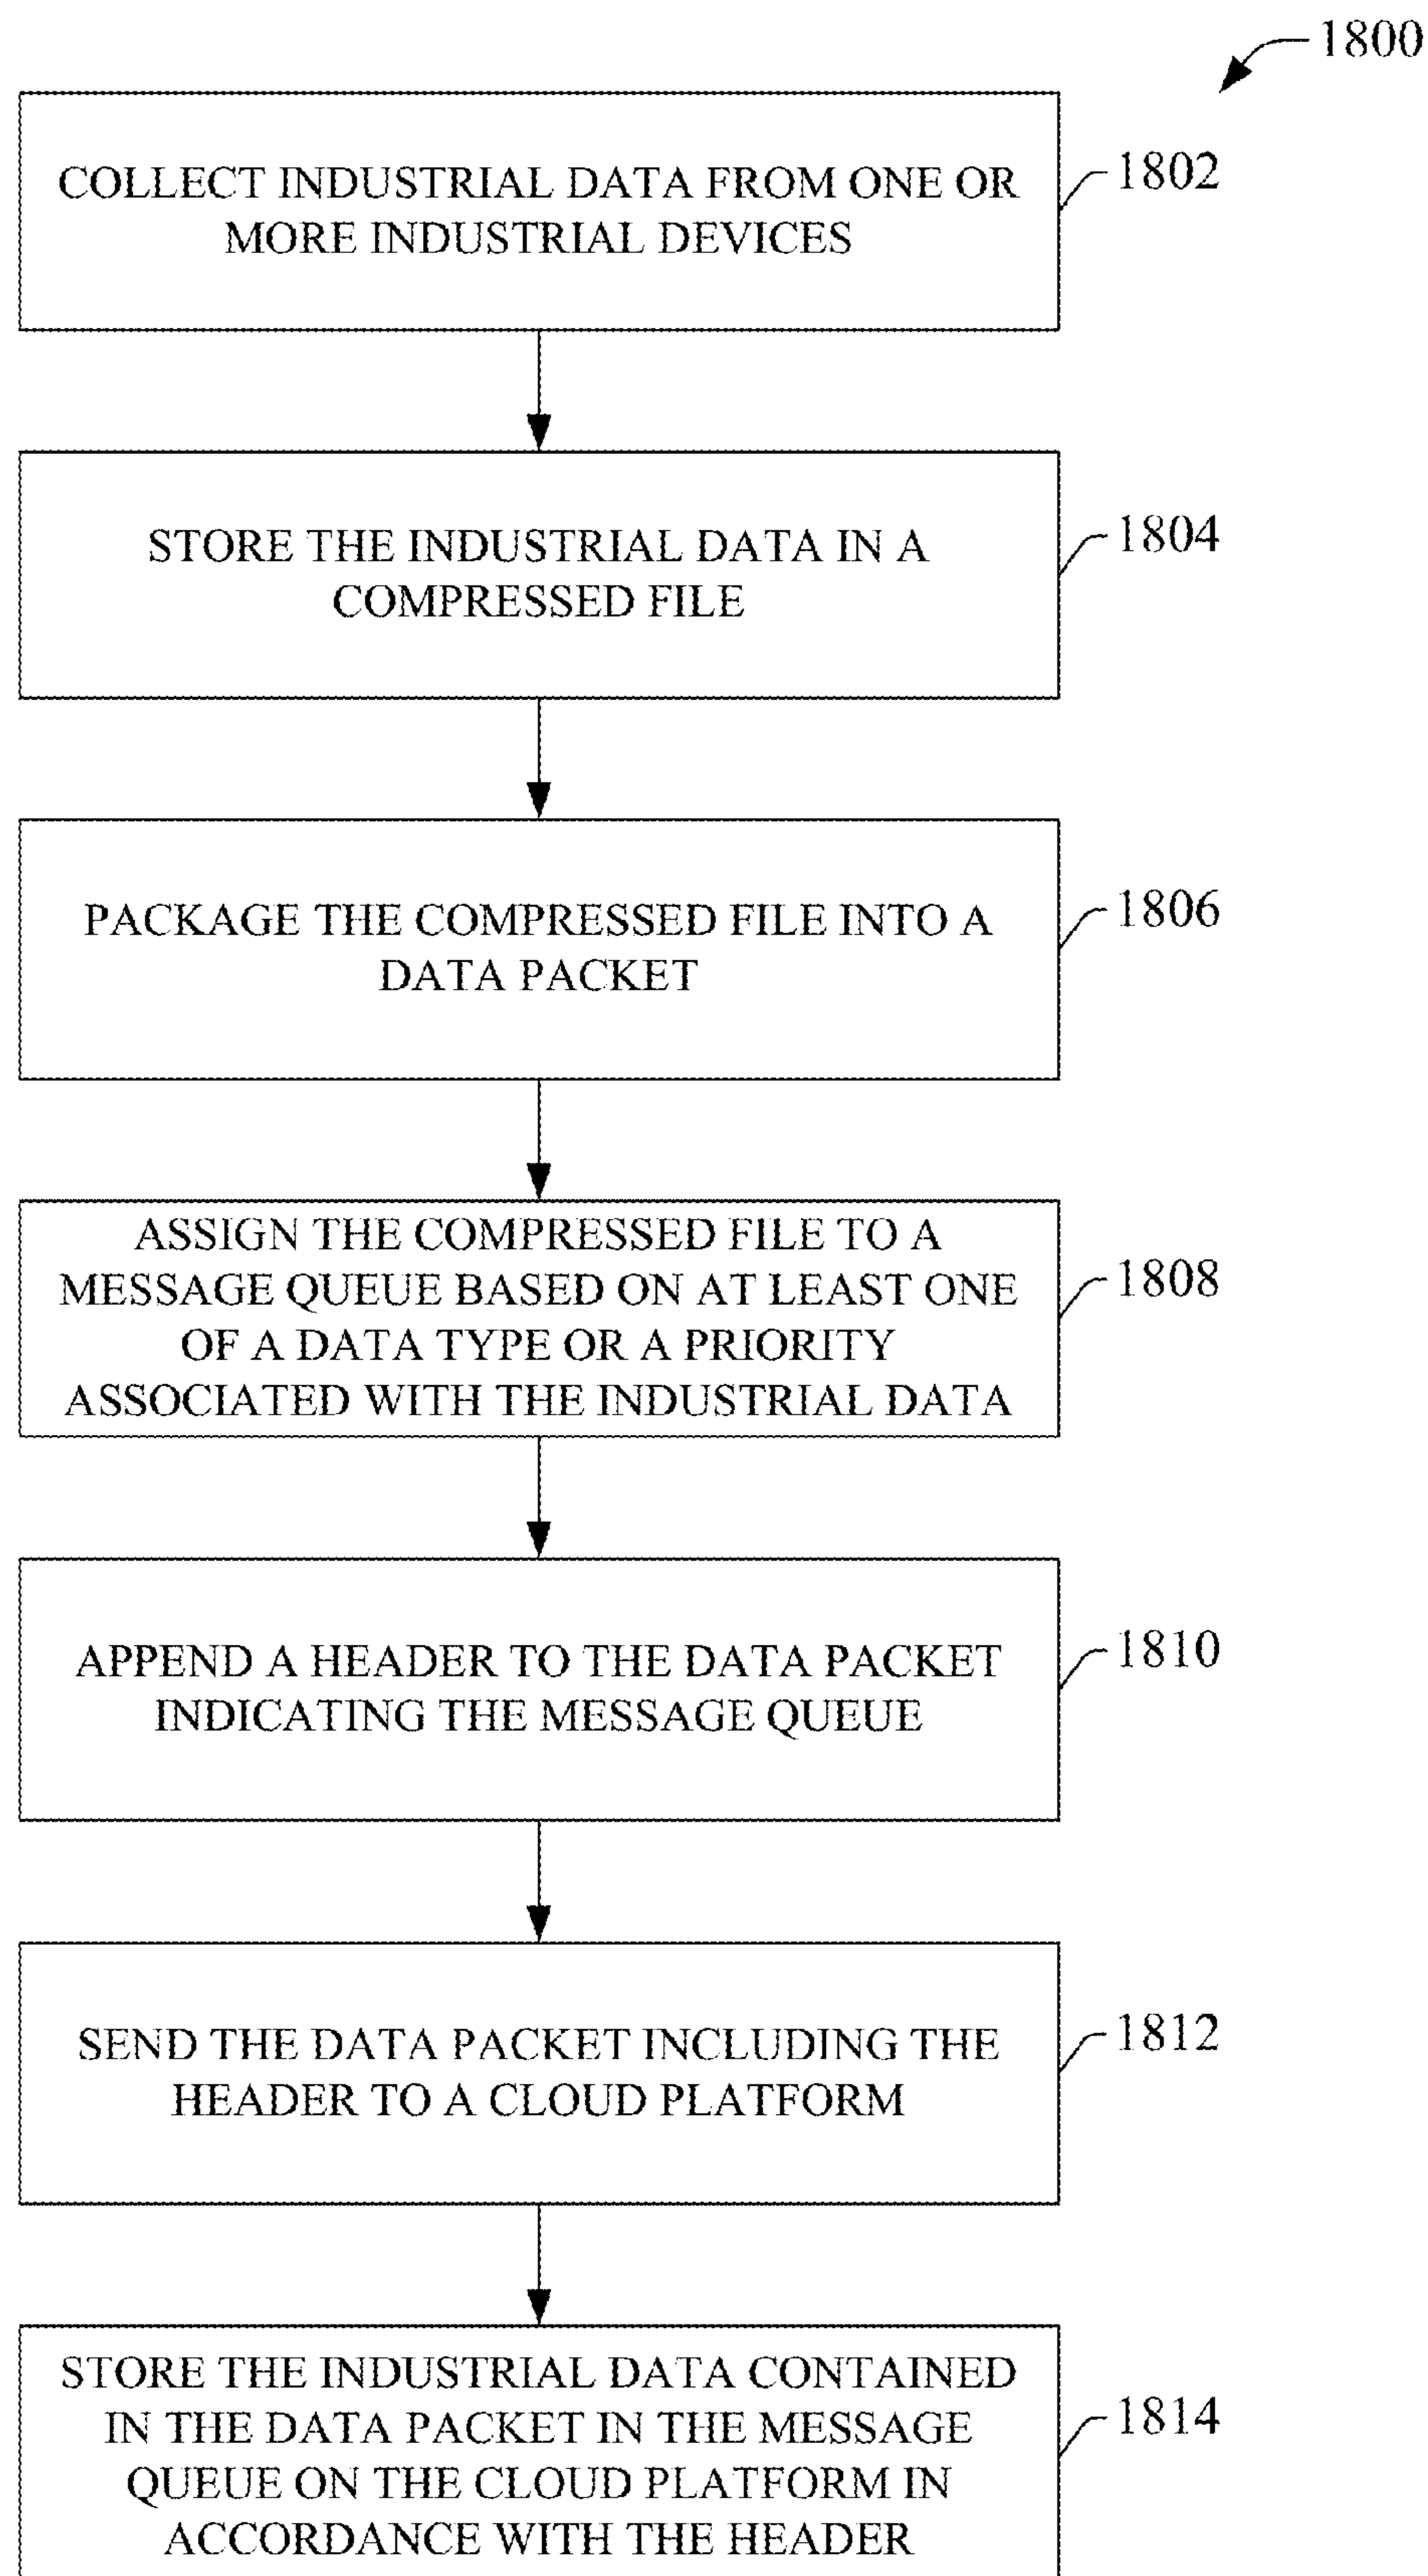 1800
COLLECT INDUSTRIAL DATA FROM ONE OR
MORE INDUSTRIAL DEVICES
1802
STORE THE INDUSTRIAL DATA IN A
COMPRESSED FILE
1804
PACKAGE THE COMPRESSED FILE INTO A
DATA PACKET
1806
ASSIGN THE COMPRESSED FILE TO A
MESSAGE QUEUE BASED ON AT LEAST ONE
OF A DATA TYPE OR A PRIORITY
ASSOCIATED WITH THE INDUSTRIAL DATA
1808
APPEND A HEADER TO THE DATA PACKET
INDICATING THE MESSAGE QUEUE
1810
SEND THE DATA PACKET INCLUDING THE
HEADER TO A CLOUD PLATFORM
1812
STORE THE INDUSTRIAL DATA CONTAINED
IN THE DATA PACKET IN THE MESSAGE
QUEUE ON THE CLOUD PLATFORM IN
ACCORDANCE WITH THE HEADER
1814